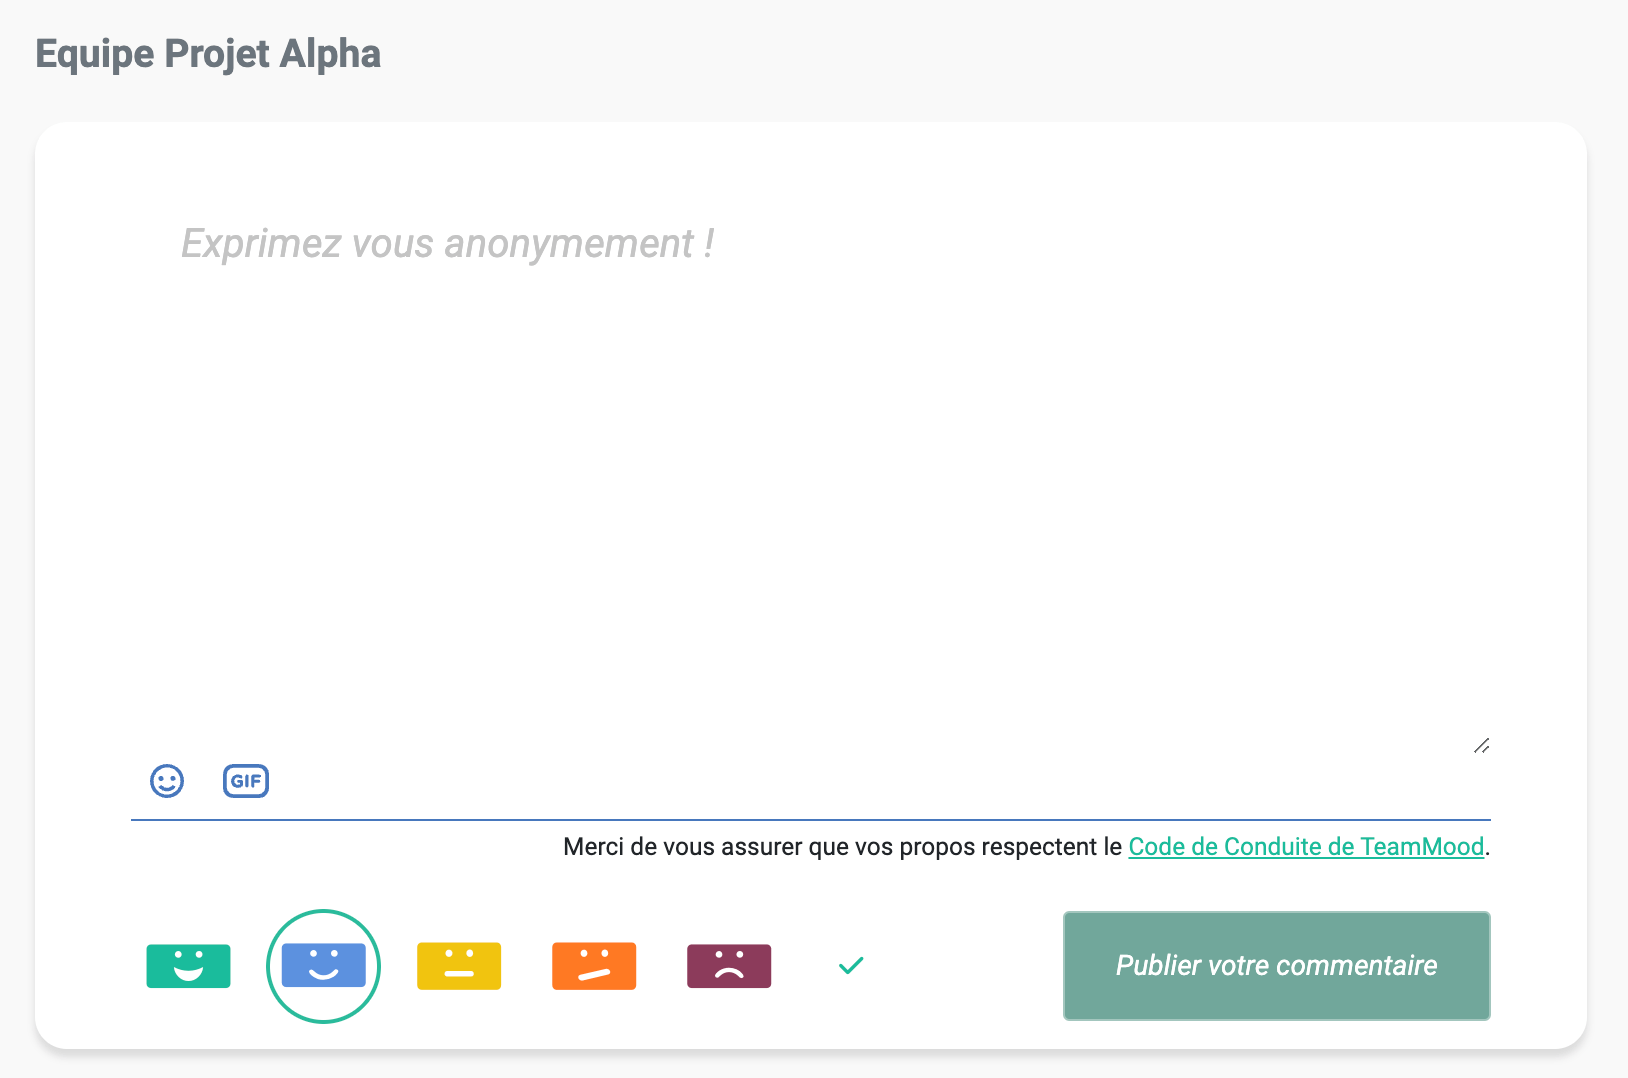 Equipe Projet Alpha
Exprimez vous anonymement !
GIF
Merci de vous assurer que vos propos respectent le Code de Conduite de TeamMood.
Publier votre commentaire